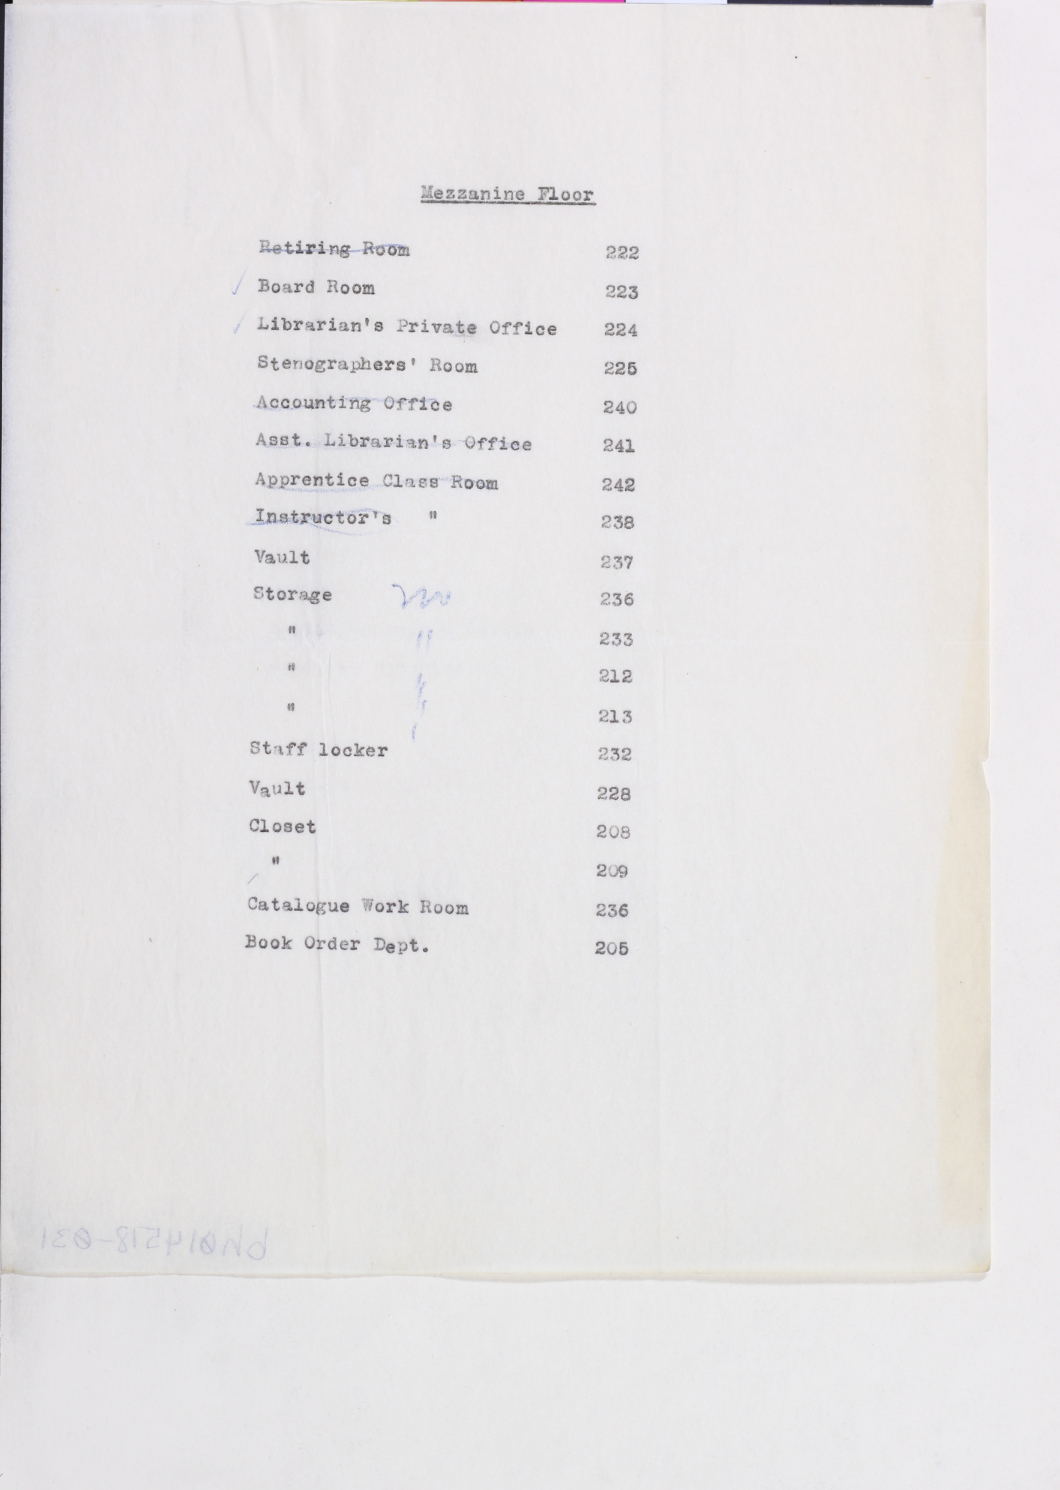 Mezzanine Floor
Retiring Room 222
Board Room 223
Librarian's Private Office 224
Stenographers' Room 225
Accounting Office 240
Asst. Librarian's Office 241
Apprentice Class Room 242
Instructor's " 238
Vault 237
Storage 236
" 233
" 212
" 213
Staff locker 232
Vault 228
Closet 208
" 209
Catalogue Work Room 236
Book Order Dept. 205